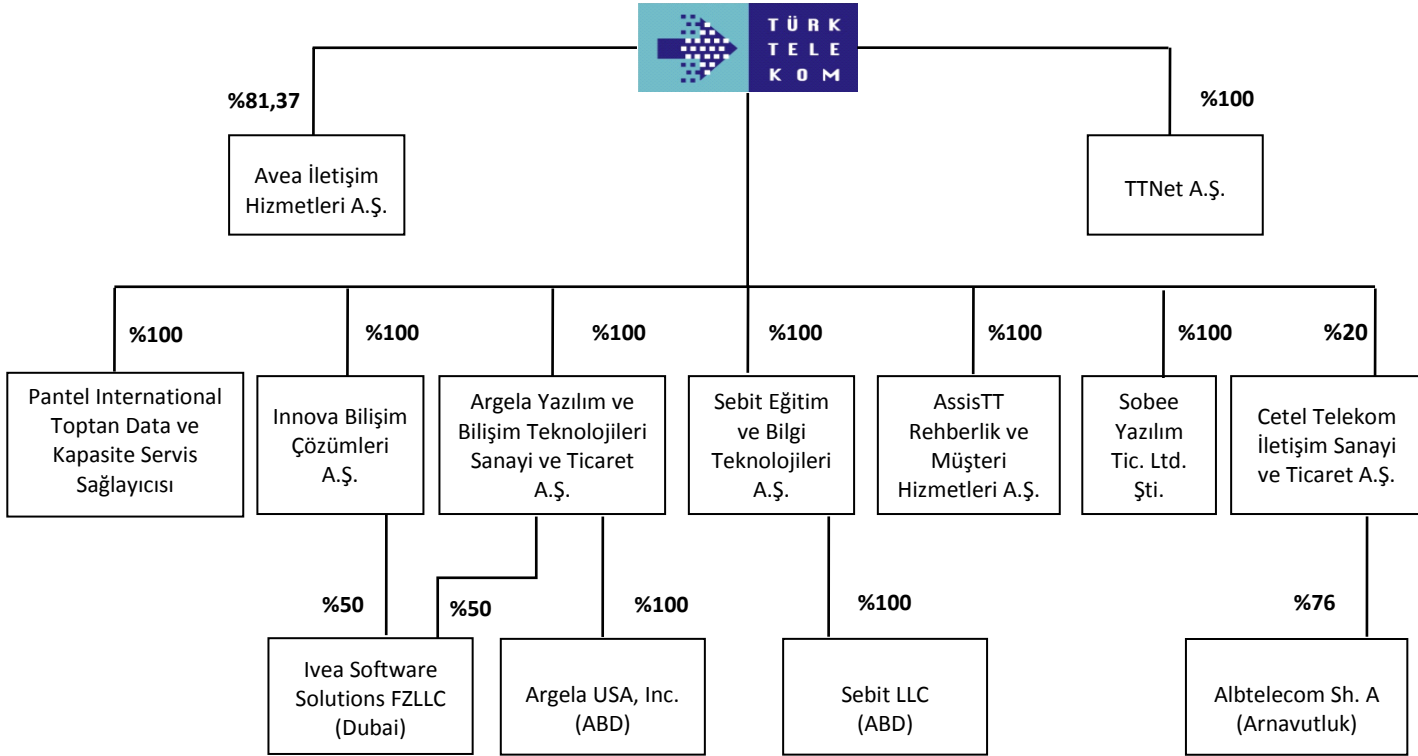 TÜRK
TELE
KOM
%81,37
%100
Avea İletişim
Hizmetleri A.Ş.
TTNet A.Ş.
%100
%100
%100
%100
%100
%100
%20
Pantel International
Toptan Data ve
Kapasite Servis
Sağlayıcısı
Innova Bilişim
Çözümleri
A.Ş.
Argela Yazılım ve
Bilişim Teknolojileri
Sanayi ve Ticaret
A.Ş.
Sebit Eğitim
ve Bilgi
Teknolojileri
A.Ş.
AssisTT
Rehberlik ve
Müşteri
Hizmetleri A.Ş.
Sobee
Yazılım
Tic. Ltd.
Şti.
Cetel Telekom
İletişim Sanayi
ve Ticaret A.Ş.
%50
%50
%100
%100
%76
Ivea Software
Solutions FZLLC
(Dubai)
Argela USA, Inc.
(ABD)
Sebit LLC
(ABD)
Albtelecom Sh. A
(Arnavutluk)